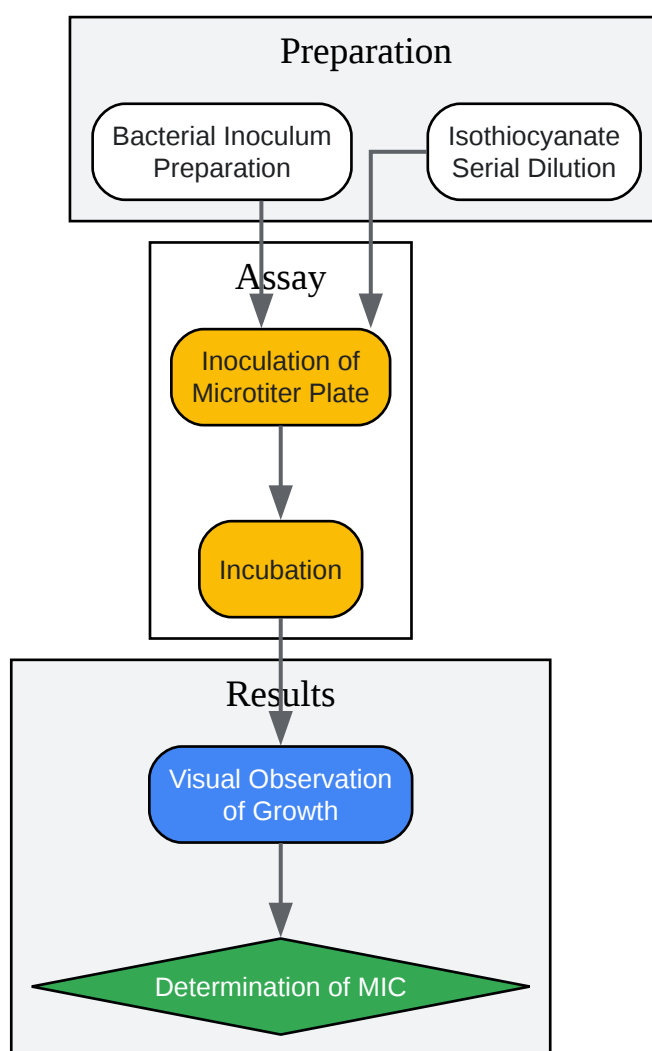 Preparation
Bacterial Inoculum
Preparation
Isothiocyanate
Serial Dilution
Assay
Inoculation of
Microtiter Plate
Incubation
Results
Visual Observation
of Growth
Determination of MIC